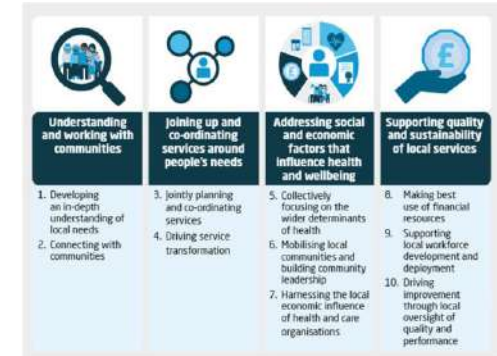 Understanding
and working with
communities
1. Developing
an in-depth
understanding of
local needs
2. Connecting with
communities
Joining up and
co-ordinating
services around
people's needs
3. Jointly planning
and co-ordinating
services
4. Driving service
transformation
£
Addressing social
and economic
factors that
influence health
and wellbeing
5. Collectively
focusing on the
wider determinants
of health
6. Mobilising local
communities and
building community
leadership
7. Harnessing the local
economic influence
of health and care
organisations
£
Supporting quality
and sustainability
of local services
8. Making best
use of financial
resources
9. Supporting
local workforce
development and
deployment
10. Driving
improvement
through local
oversight of
quality and
performance